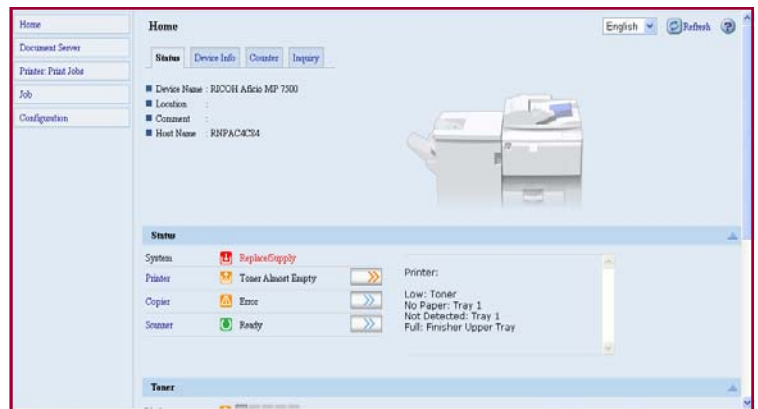 Home
Document Server
Printer: Print Jobs
Job
Configuration
Home
English
Refresh
?
Status
Device Info
Counter
Inquiry
Device Name : RICOH Aficio MP 7500
Location :
Comment :
Host Name : RNPAC4C84
Status
System Replace/Supply
Printer Toner Almost Empty
Copier Error
Scanner Ready
Printer:
Low: Toner
No Paper: Tray 1
Not Detected: Tray 1
Full: Finisher Upper Tray
Toner